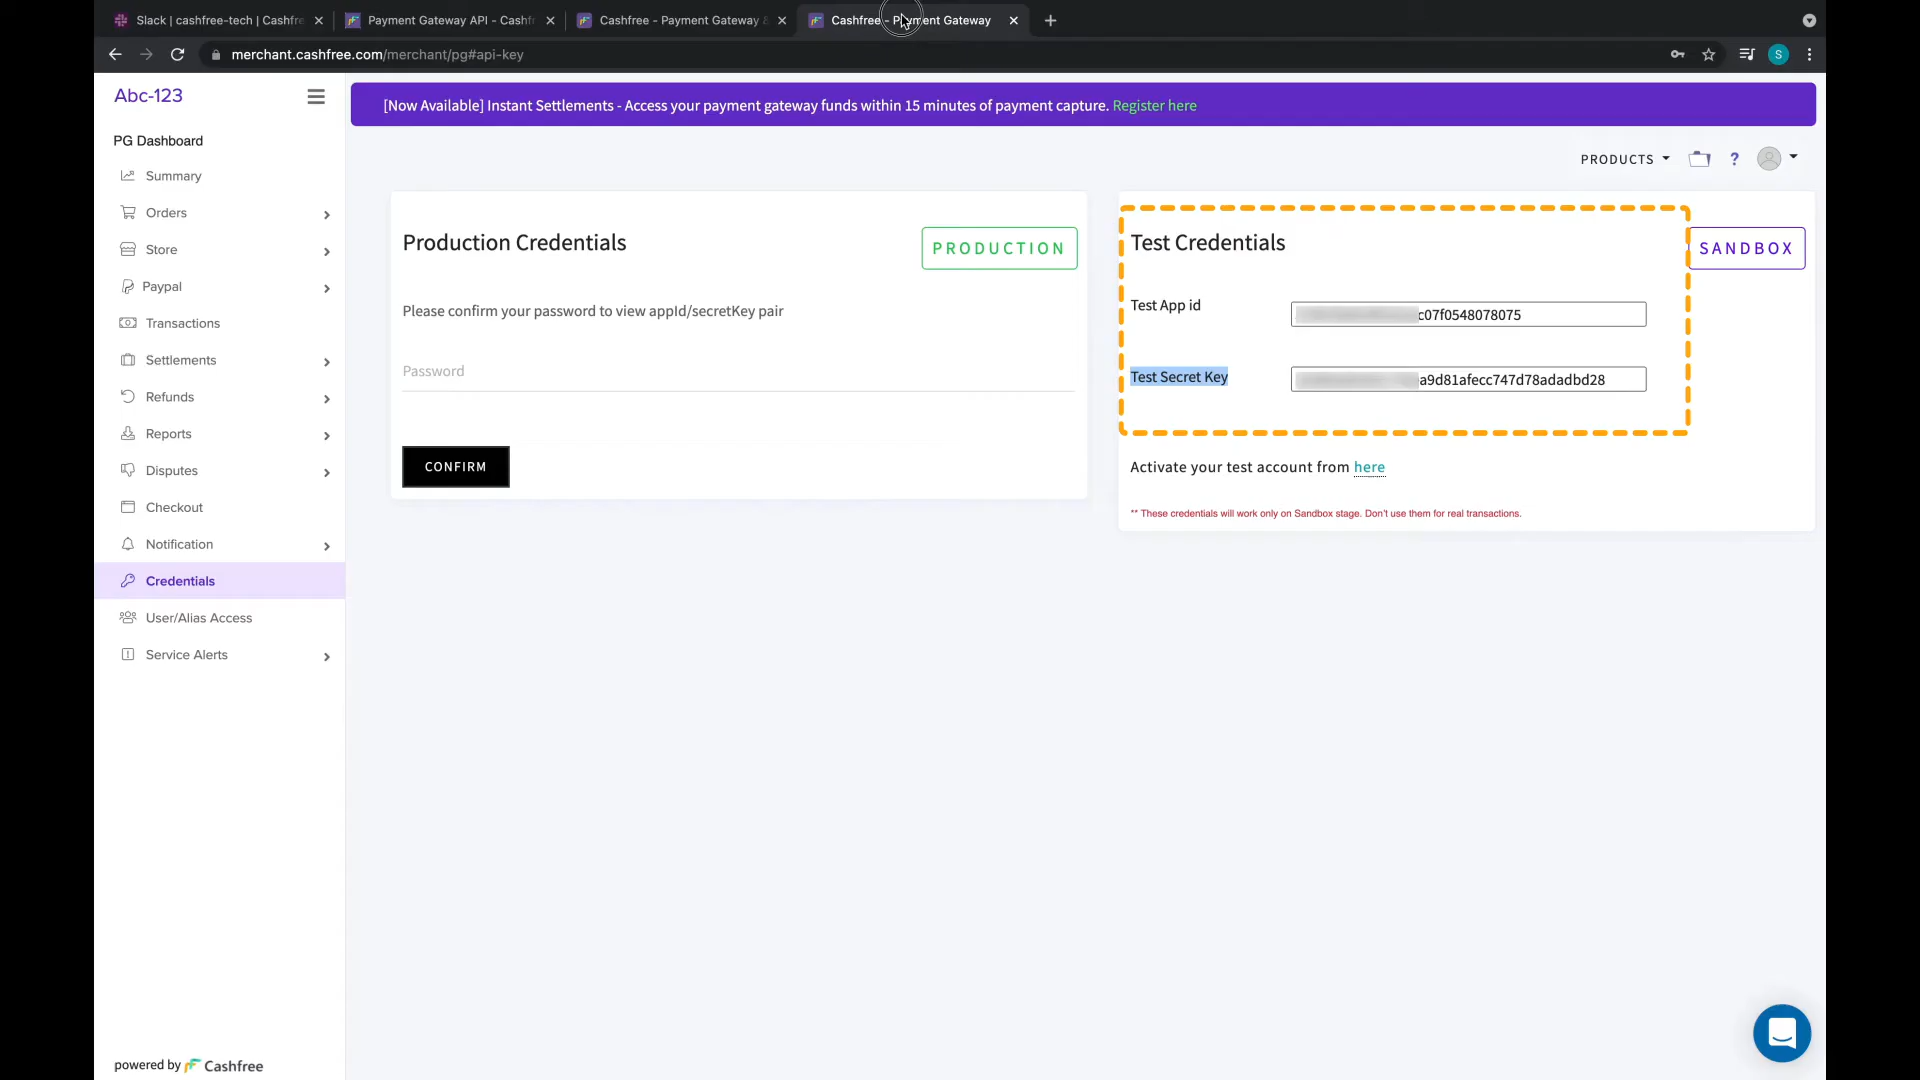 Slack | cashfree-tech | Cashfre
Payment Gateway API - Cashf
Cashfree - Payment Gateway &
Cashfree - Payment Gateway
merchant.cashfree.com/merchant/pg#api-key
S
Abc-123
[Now Available] Instant Settlements - Access your payment gateway funds within 15 minutes of payment capture. Register here
PG Dashboard
PRODUCTS
?
Summary
Orders
Store
Paypal
Transactions
Settlements
Refunds
Reports
Disputes
Checkout
Notification
Credentials
User/Alias Access
Service Alerts
powered by Cashfree
Production Credentials
PRODUCTION
Please confirm your password to view appId/secretKey pair
Password
CONFIRM
Test Credentials
SANDBOX
Test App id
c07f0548078075
Test Secret Key
a9d81afecc747d78adadbd28
Activate your test account from here
** These credentials will work only on Sandbox stage. Don't use them for real transactions.